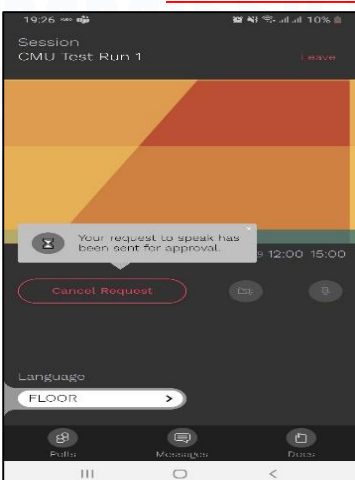 19:26
10%
Session
CMU Test Run 1
Leave
Your request to speak has
been sent for approval.
12:00 15:00
Cancel Request
Language
FLOOR
Polls
Messages
Docs